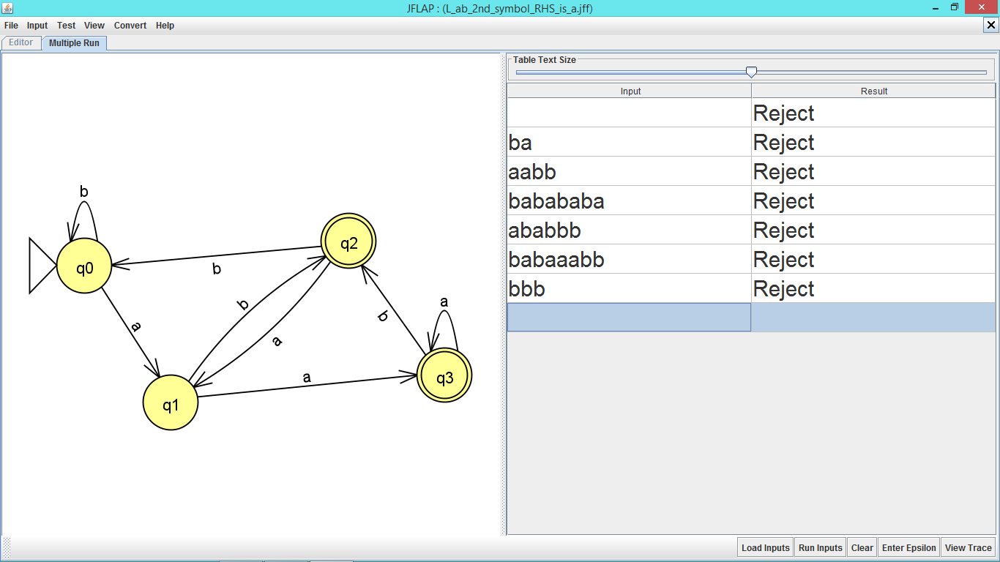 JFLAP : (L_ab_2nd_symbol_RHS_is_a.jff)
File Input Test View Convert Help
Editor Multiple Run
Table Text Size
Input Result
Reject
ba Reject
aabb Reject
babababa Reject
ababbb Reject
babaaabb Reject
bbb Reject
b
q2
q0
b
b
a
a
a
b
q3
a
q1
Load Inputs Run Inputs Clear Enter Epsilon View Trace